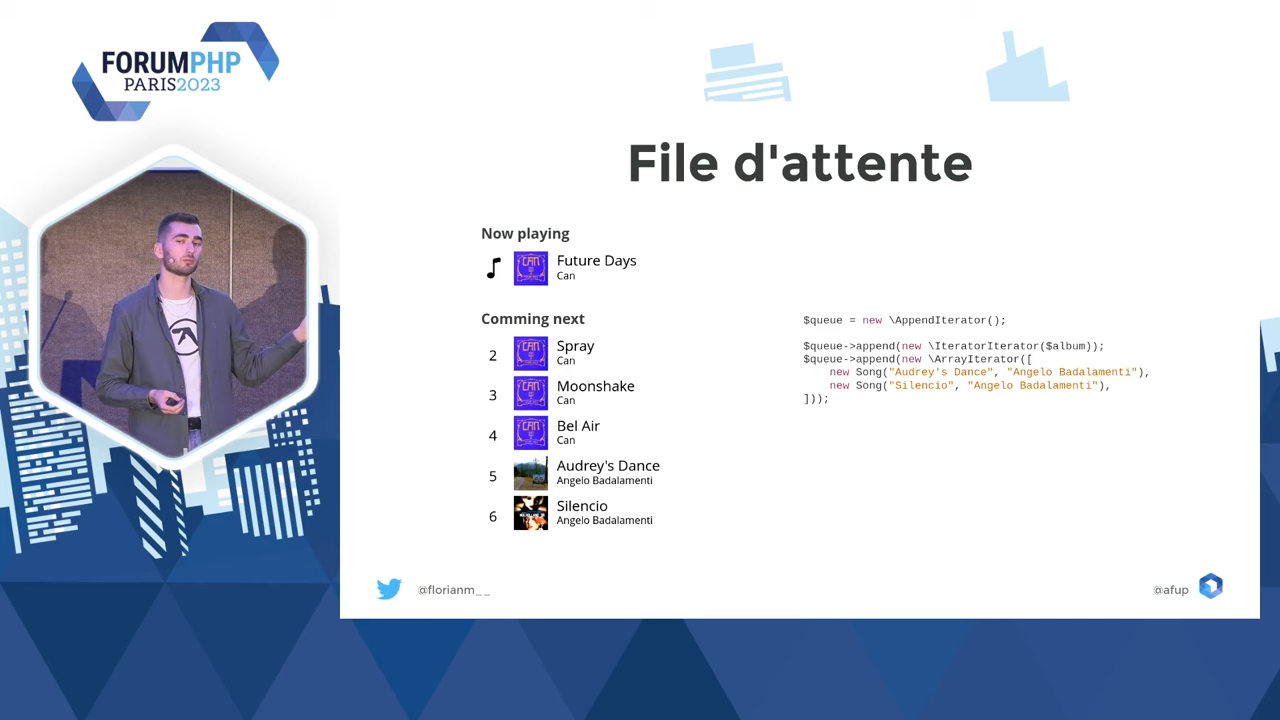 FORUMPHP
PARIS2023
File d'attente
Now playing
Future Days
Can
Comming next
2
Spray
Can
3
Moonshake
Can
4
Bel Air
Can
5
Audrey's Dance
Angelo Badalamenti
6
Silencio
Angelo Badalamenti
$queue = new \AppendIterator();
$queue->append(new \IteratorIterator($album));
$queue->append(new \ArrayIterator([
new Song("Audrey's Dance", "Angelo Badalamenti"),
new Song("Silencio", "Angelo Badalamenti"),
]));
@florianm__
@afup